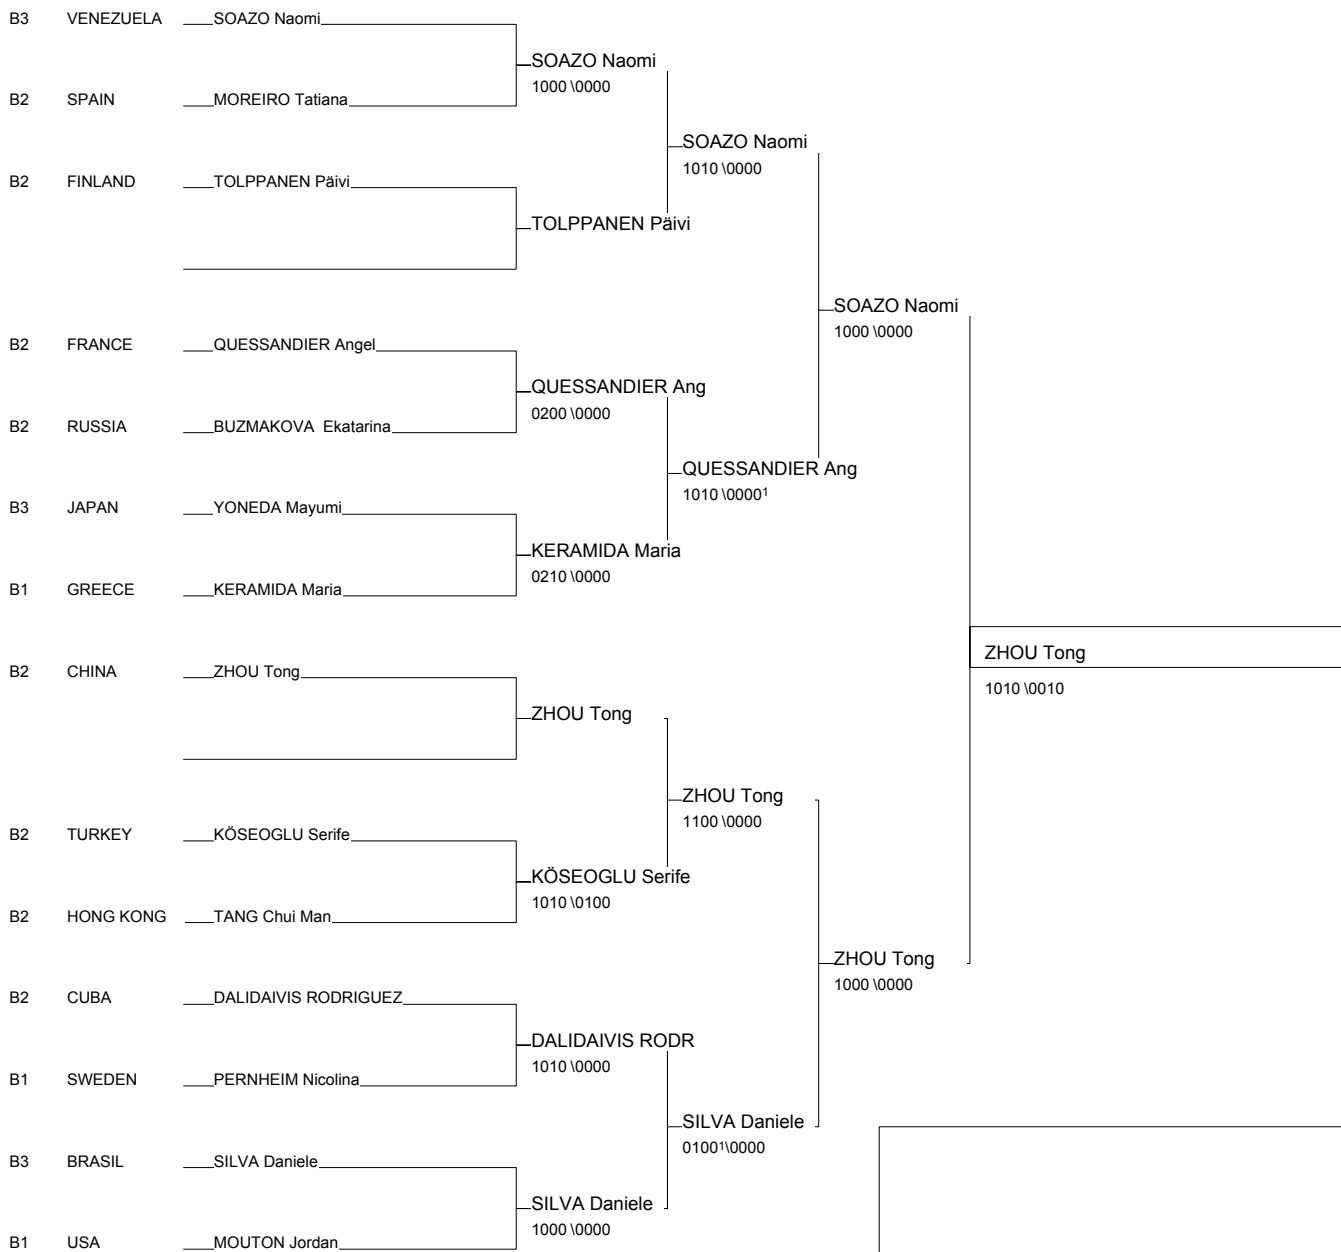 B3 VENEZUELA SOAZO Naomi
SOAZO Naomi
1000 \0000
B2 SPAIN MOREIRO Tatiana
SOAZO Naomi
1010 \0000
B2 FINLAND TOLPPANEN Päivi
TOLPPANEN Päivi
SOAZO Naomi
1000 \0000
B2 FRANCE QUESSANDIER Angel
QUESSANDIER Ang
0200 \0000
B2 RUSSIA BUZMAKOVA Ekatarina
QUESSANDIER Ang
1010 \0000¹
B3 JAPAN YONEDA Mayumi
KERAMIDA Maria
0210 \0000
B1 GREECE KERAMIDA Maria
ZHOU Tong
1010 \0010
B2 CHINA ZHOU Tong
ZHOU Tong
ZHOU Tong
1100 \0000
B2 TURKEY KÖSEOGLU Serife
KÖSEOGLU Serife
1010 \0100
B2 HONG KONG TANG Chui Man
ZHOU Tong
1000 \0000
B2 CUBA DALIDAIVIS RODRIGUEZ
DALIDAIVIS RODR
1010 \0000
B1 SWEDEN PERNHEIM Nicolina
SILVA Daniele
0100¹\0000
B3 BRASIL SILVA Daniele
SILVA Daniele
1000 \0000
B1 USA MOUTON Jordan